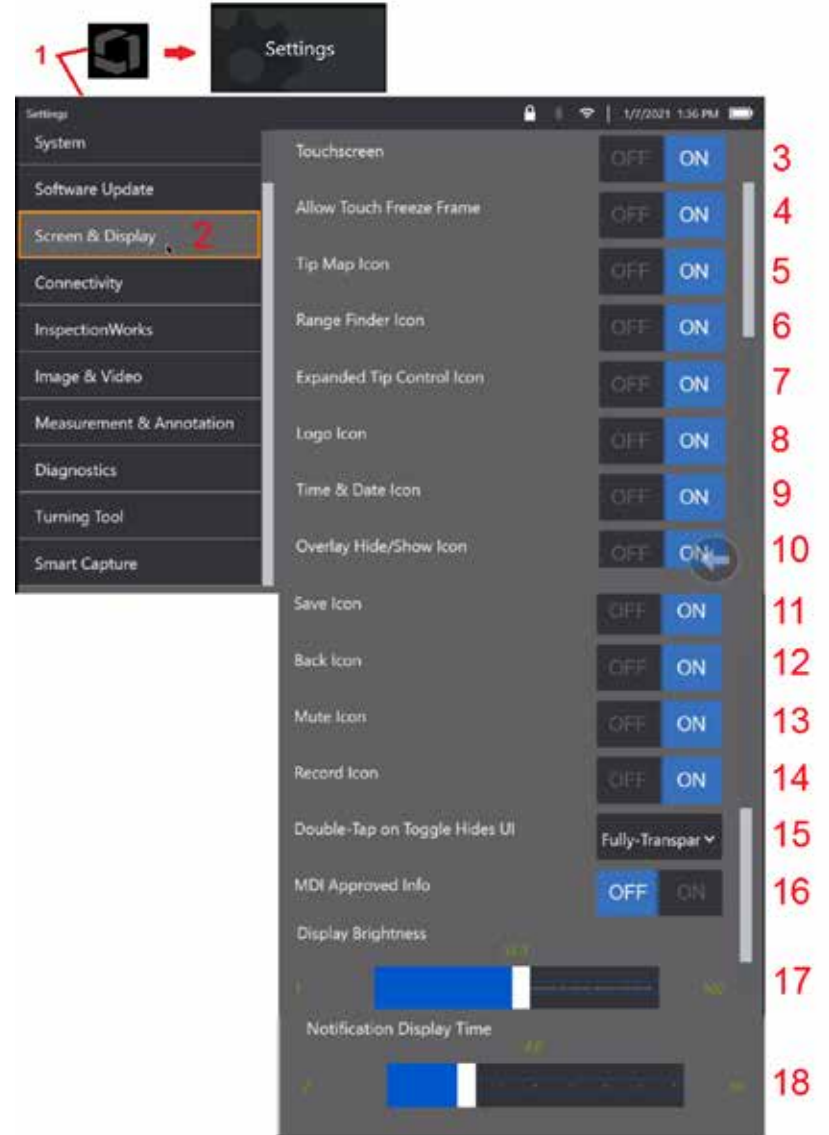 1
Settings
Settings
1/7/2021 1:36 PM
System
Software Update
Screen & Display
2
Connectivity
InspectionWorks
Image & Video
Measurement & Annotation
Diagnostics
Turning Tool
Smart Capture
Touchscreen OFF ON 3
Allow Touch Freeze Frame OFF ON 4
Tip Map Icon OFF ON 5
Range Finder Icon OFF ON 6
Expanded Tip Control Icon OFF ON 7
Logo Icon OFF ON 8
Time & Date Icon OFF ON 9
Overlay Hide/Show Icon OFF ON 10
Save Icon OFF ON 11
Back Icon OFF ON 12
Mute Icon OFF ON 13
Record Icon OFF ON 14
Double-Tap on Toggle Hides UI Fully-Transpar 15
MDI Approved Info OFF ON 16
Display Brightness
17
Notification Display Time
18